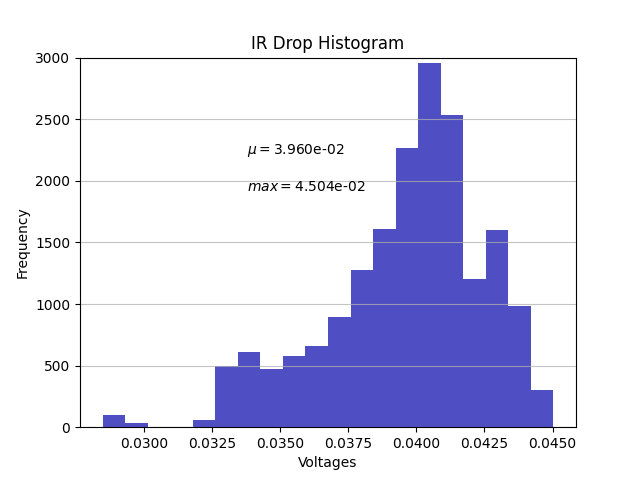 IR Drop Histogram
3000
2500
2000
1500
1000
500
0
Frequency
μ = 3.960e-02
max = 4.504e-02
0.0300 0.0325 0.0350 0.0375 0.0400 0.0425 0.0450
Voltages